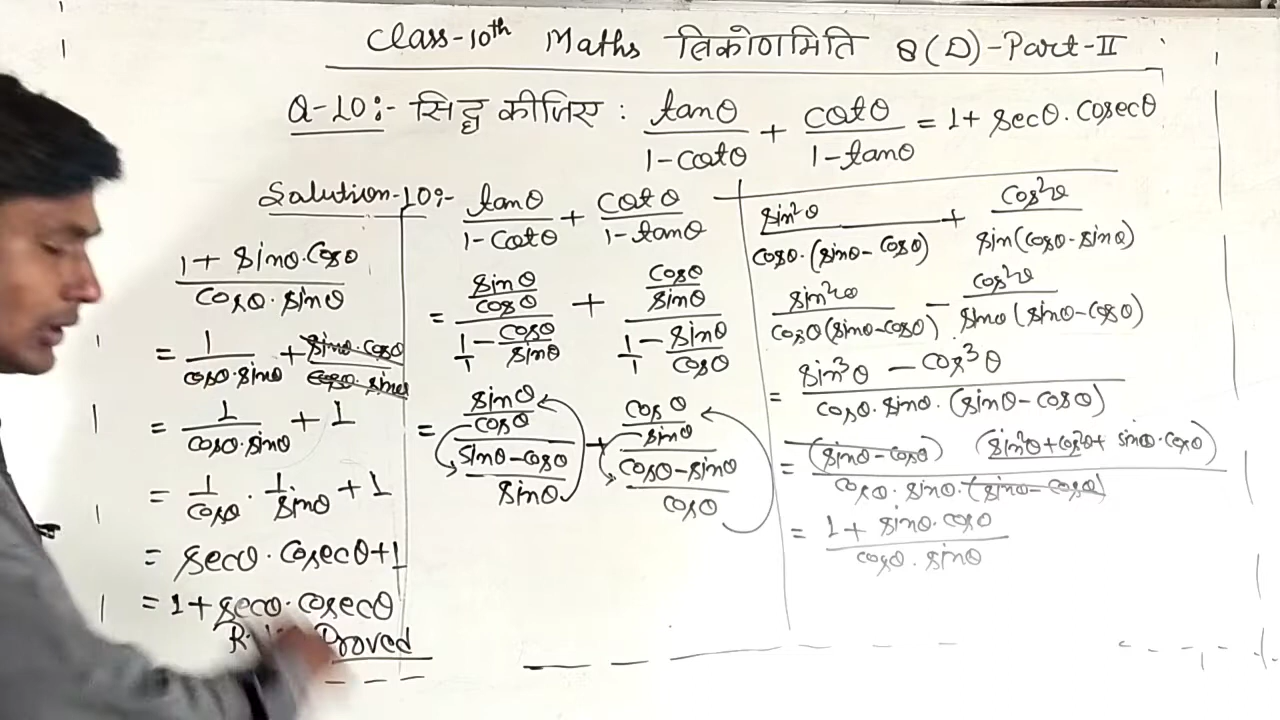 Class-10th Maths त्रिकोणमिति 8(D)-Part-II
Q-10:- सिद्ध कीजिए : tanθ/(1-cotθ) + cotθ/(1-tanθ) = 1+ secθ.cosecθ
Solution-10:- tanθ/(1-cotθ) + cotθ/(1-tanθ)
= (sinθ/cosθ)/(1/1 - cosθ/sinθ) + (cosθ/sinθ)/(1/1 - sinθ/cosθ)
= (sinθ/cosθ)/((sinθ-cosθ)/sinθ) + (cosθ/sinθ)/((cosθ-sinθ)/cosθ)
sin²θ/(cosθ.(sinθ-cosθ)) + cos²θ/(sin(cosθ-sinθ))
sin²θ/(cosθ(sinθ-cosθ)) - cos²θ/(sinθ(sinθ-cosθ))
= (sin³θ - cos³θ)/(cosθ.sinθ.(sinθ-cosθ))
= (sinθ-cosθ) (sin²θ+cos²θ+ sinθ.cosθ)/(cosθ.sinθ.(sinθ-cosθ))
= (1+ sinθ.cosθ)/(cosθ.sinθ)
(1+ sinθ.cosθ)/(cosθ.sinθ)
= 1/(cosθ.sinθ) + (sinθ.cosθ)/(cosθ.sinθ)
= 1/(cosθ.sinθ) + 1
= 1/cosθ . 1/sinθ + 1
= secθ.cosecθ+1
= 1+secθ.cosecθ
Proved